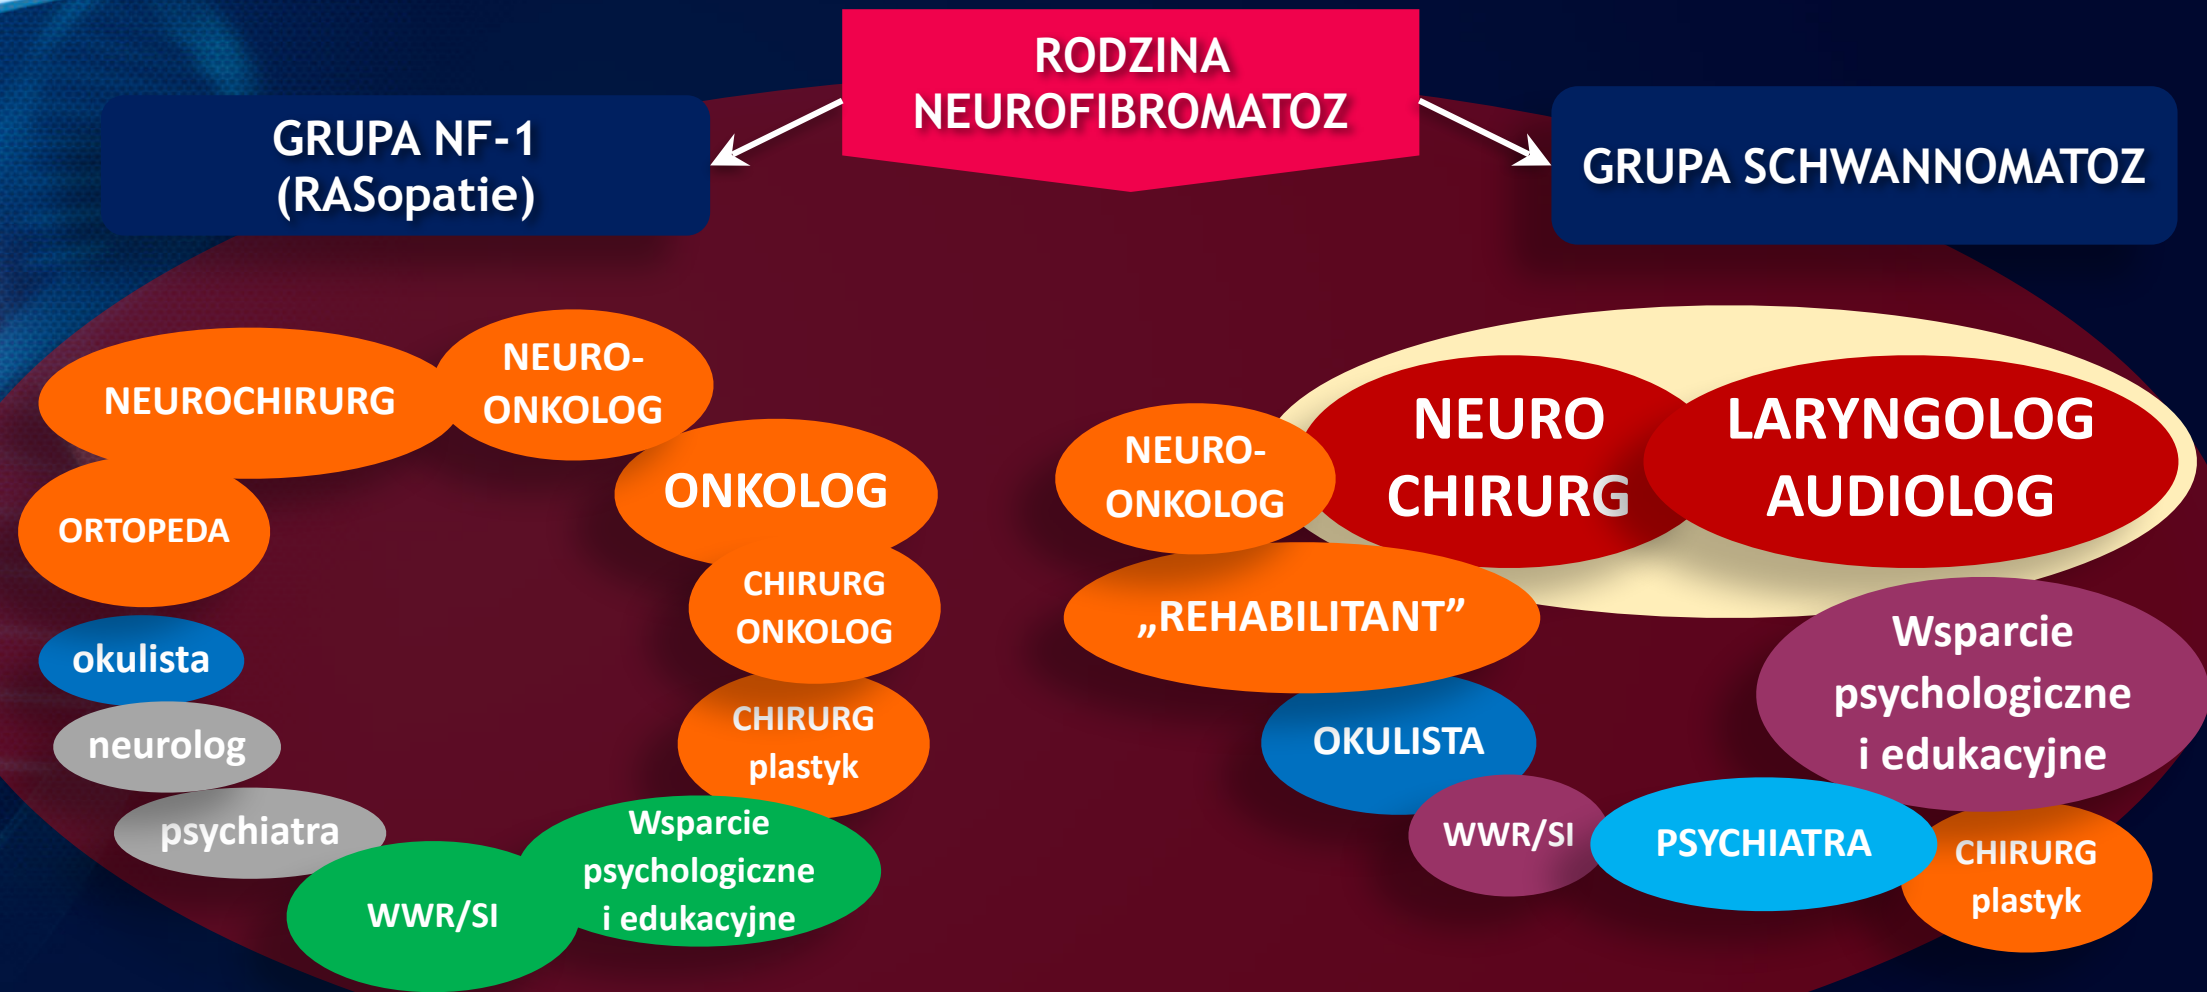 RODZINA
NEUROFIBROMATOZ
GRUPA NF-1
(RASopatie)
GRUPA SCHWANNOMATOZ
NEUROCHIRURG
NEURO-
ONKOLOG
ONKOLOG
ORTOPEDA
CHIRURG
ONKOLOG
okulista
neurolog
CHIRURG
plastyk
psychiatra
Wsparcie
psychologiczne
i edukacyjne
WWR/SI
NEURO-
ONKOLOG
NEURO
CHIRURG
LARYNGOLOG
AUDIOLOG
„REHABILITANT”
Wsparcie
psychologiczne
i edukacyjne
OKULISTA
WWR/SI
PSYCHIATRA
CHIRURG
plastyk